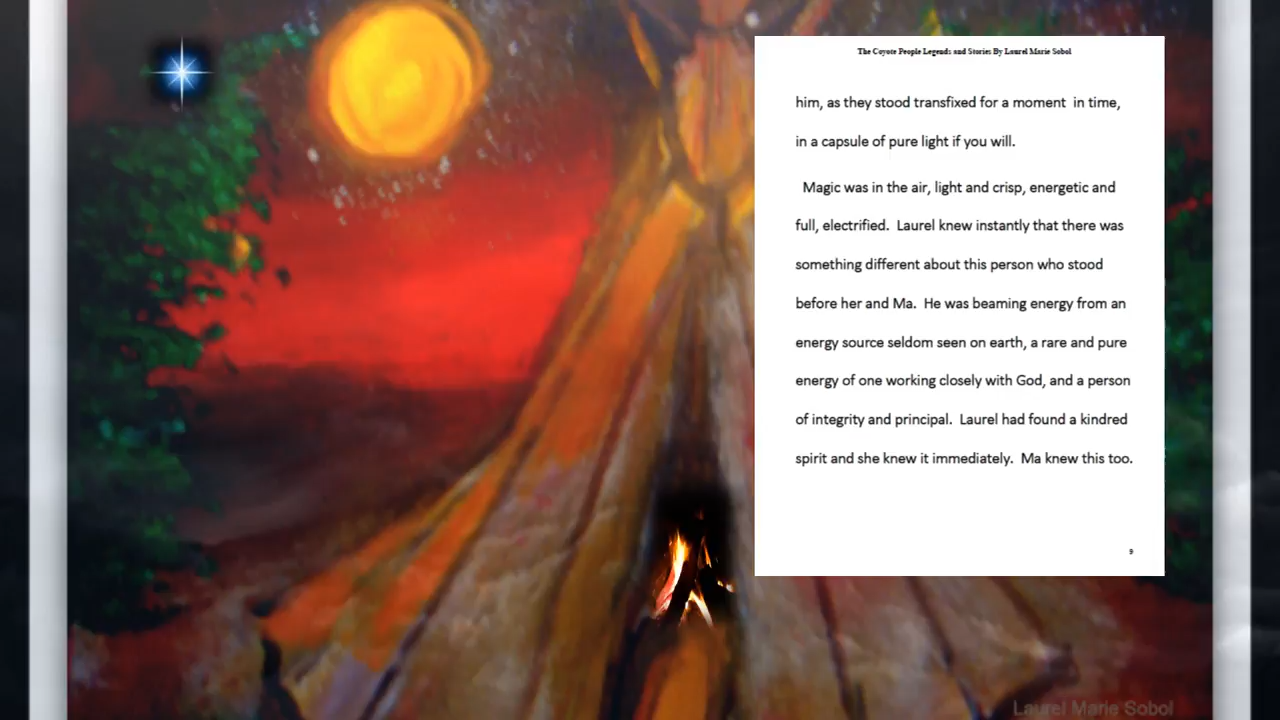 The Coyote People Legends and Stories By Laurel Marie Sobol
him, as they stood transfixed for a moment in time,
in a capsule of pure light if you will.
Magic was in the air, light and crisp, energetic and
full, electrified. Laurel knew instantly that there was
something different about this person who stood
before her and Ma. He was beaming energy from an
energy source seldom seen on earth, a rare and pure
energy of one working closely with God, and a person
of integrity and principal. Laurel had found a kindred
spirit and she knew it immediately. Ma knew this too.
9
Laurel Marie Sobol